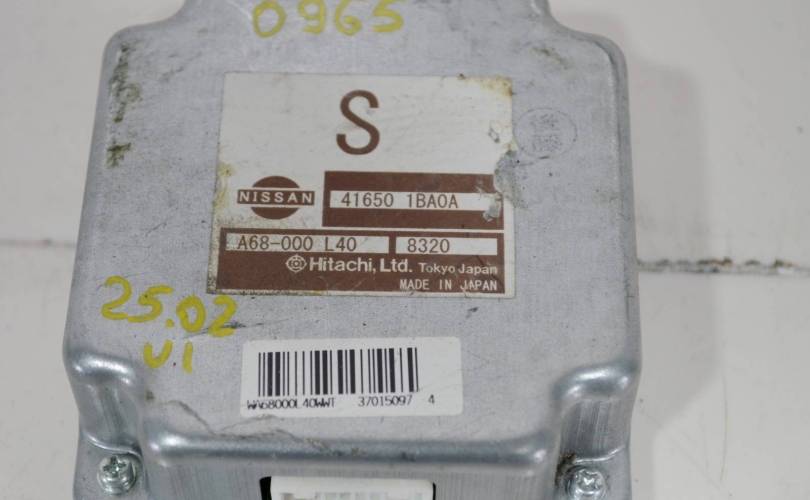 0965
S
NISSAN 41650 1BA0A
A68-000 L40 8320
Hitachi, Ltd. Tokyo Japan
MADE IN JAPAN
25.02
VI
WA68000L40WWT 37015097 4